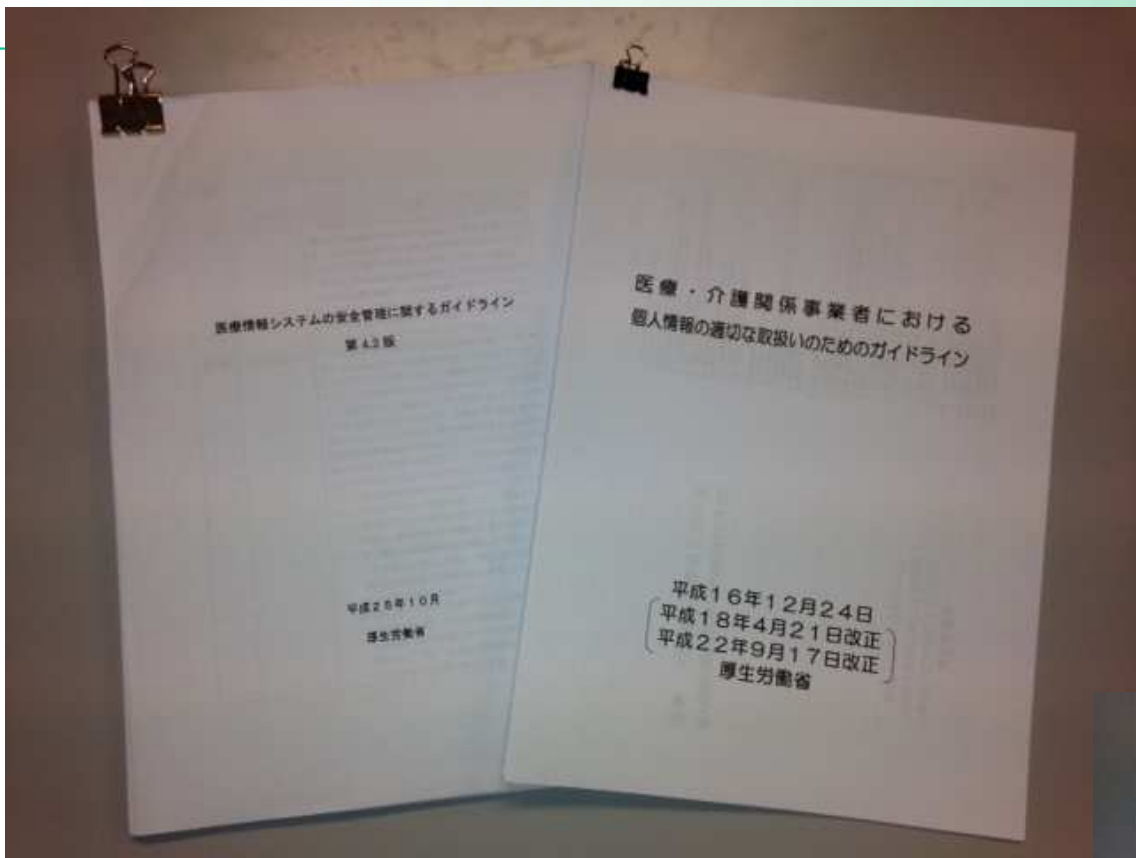 医療情報システムの安全管理に関するガイドライン
第 4.2 版
平成25年10月
厚生労働省
医療・介護関係事業者における
個人情報の適切な取扱いのためのガイドライン
平成16年12月24日
平成18年4月21日改正
平成22年9月17日改正
厚生労働省